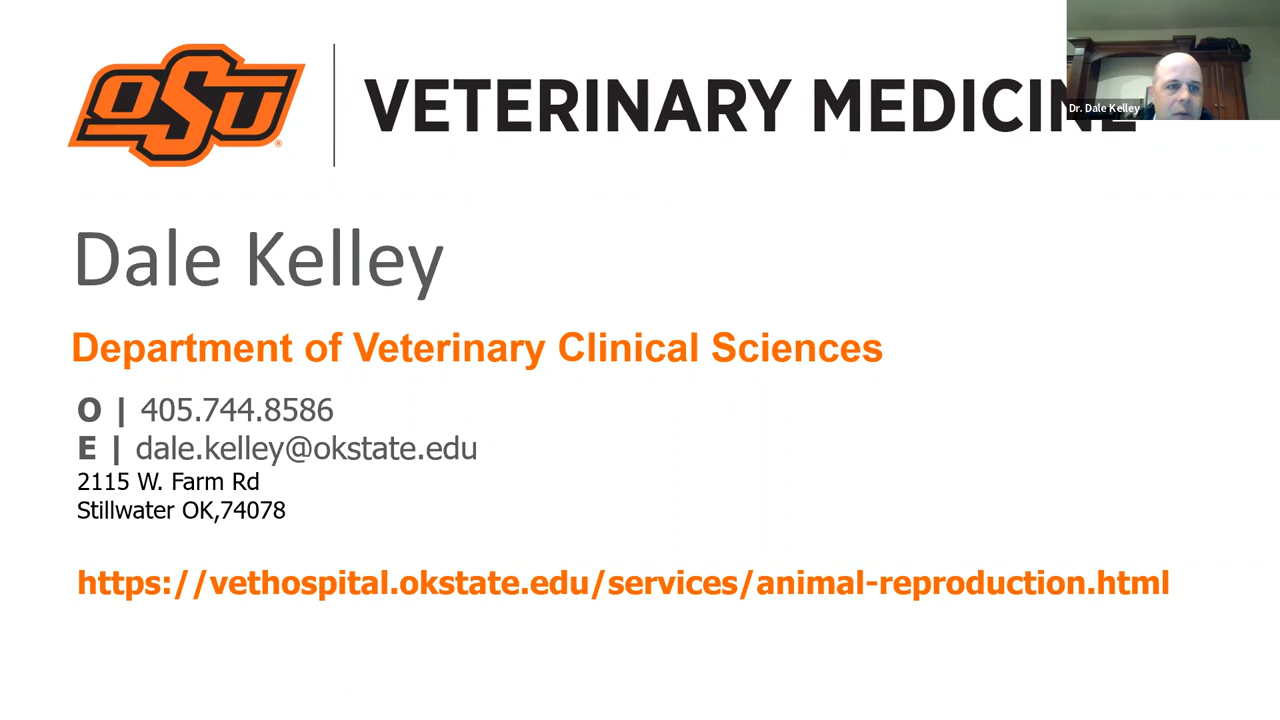 OSU
VETERINARY MEDICINE
Dr. Dale Kelley
Dale Kelley
Department of Veterinary Clinical Sciences
O | 405.744.8586
E | dale.kelley@okstate.edu
2115 W. Farm Rd
Stillwater OK,74078
https://vethospital.okstate.edu/services/animal-reproduction.html